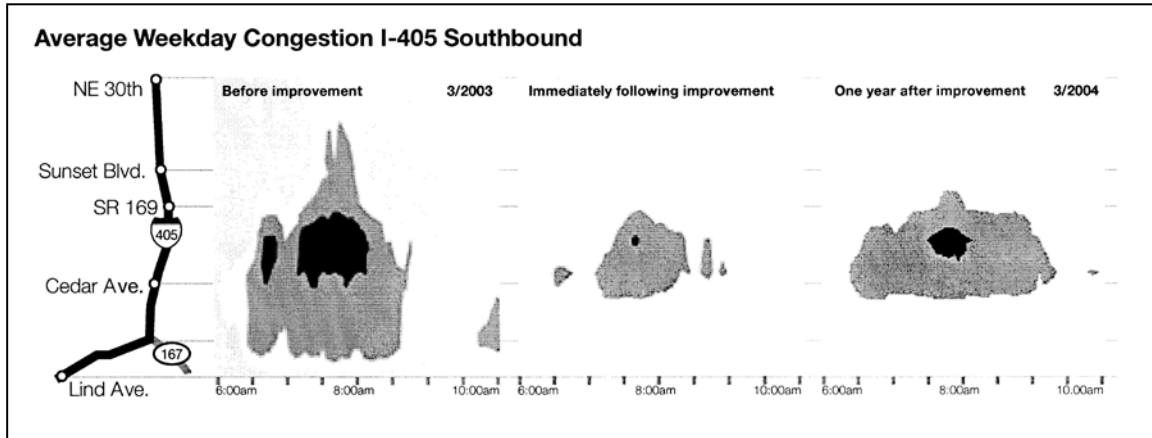 Average Weekday Congestion I-405 Southbound
NE 30th
Sunset Blvd.
SR 169
405
Cedar Ave.
167
Lind Ave.
Before improvement 3/2003
6:00am 8:00am 10:00am
Immediately following improvement
6:00am 8:00am 10:00am
One year after improvement 3/2004
6:00am 8:00am 10.00am